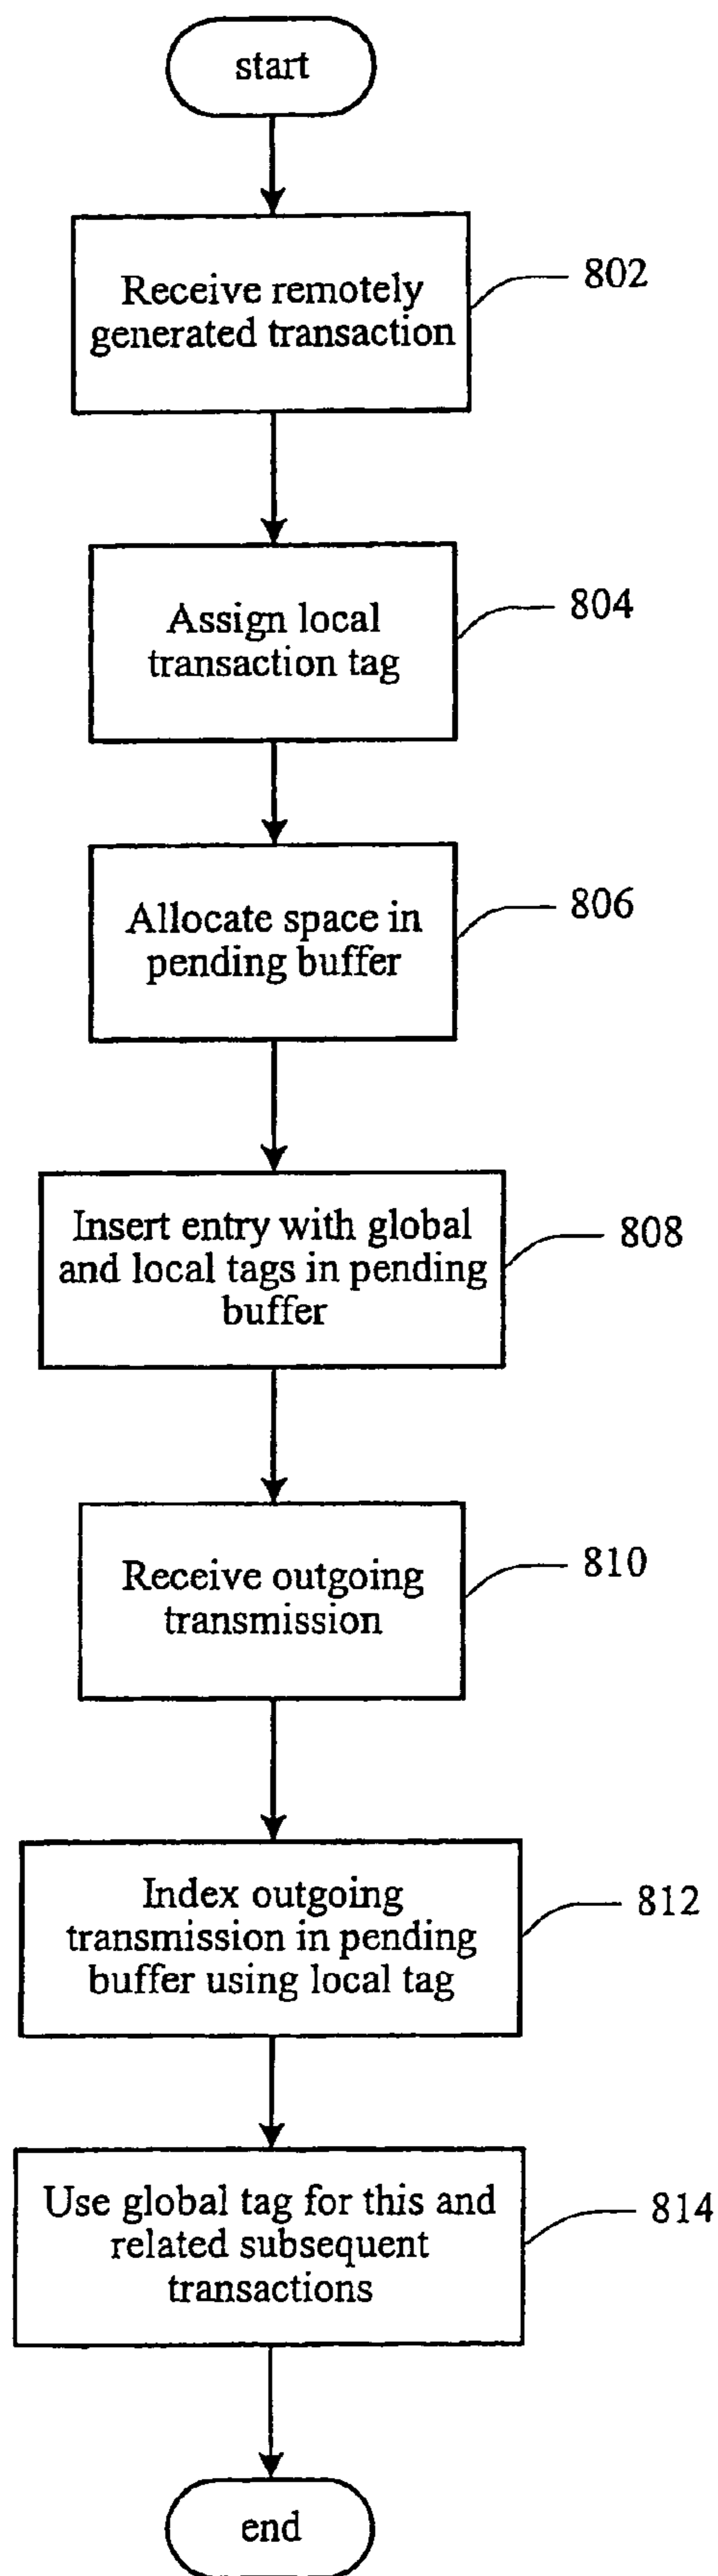 start
Receive remotely
generated transaction
802
Assign local
transaction tag
804
Allocate space in
pending buffer
806
Insert entry with global
and local tags in pending
buffer
808
Receive outgoing
transmission
810
Index outgoing
transmission in pending
buffer using local tag
812
Use global tag for this and
related subsequent
transactions
814
end